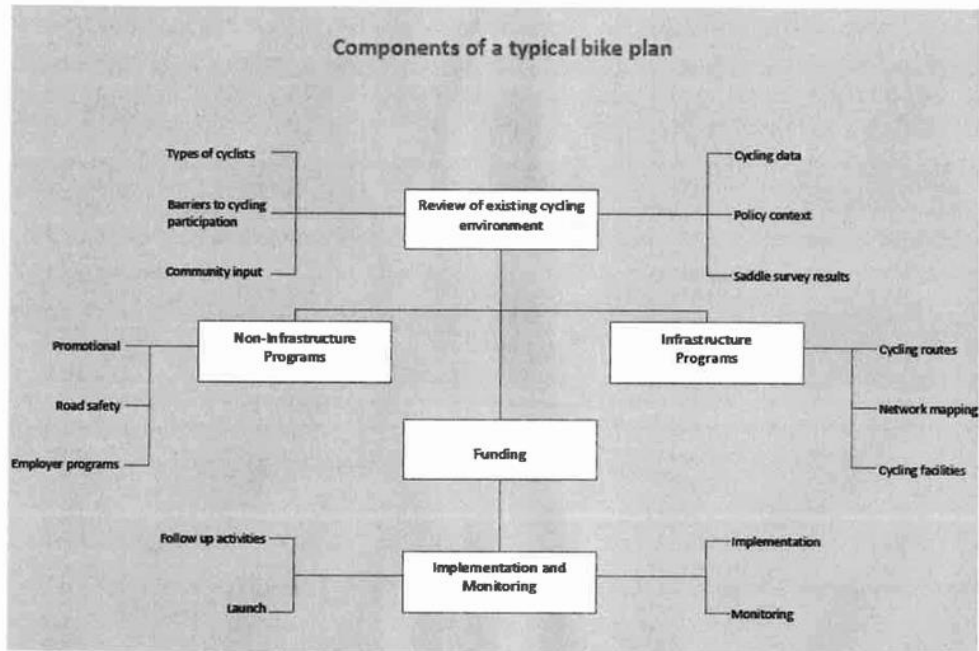 Components of a typical bike plan
Types of cyclists
Barriers to cycling
participation
Community input
Review of existing cycling
environment
Cycling data
Policy context
Saddle survey results
Non-Infrastructure
Programs
Infrastructure
Programs
Promotional
Road safety
Employer programs
Cycling routes
Network mapping
Cycling facilities
Funding
Follow up activities
Launch
Implementation and
Monitoring
Implementation
Monitoring